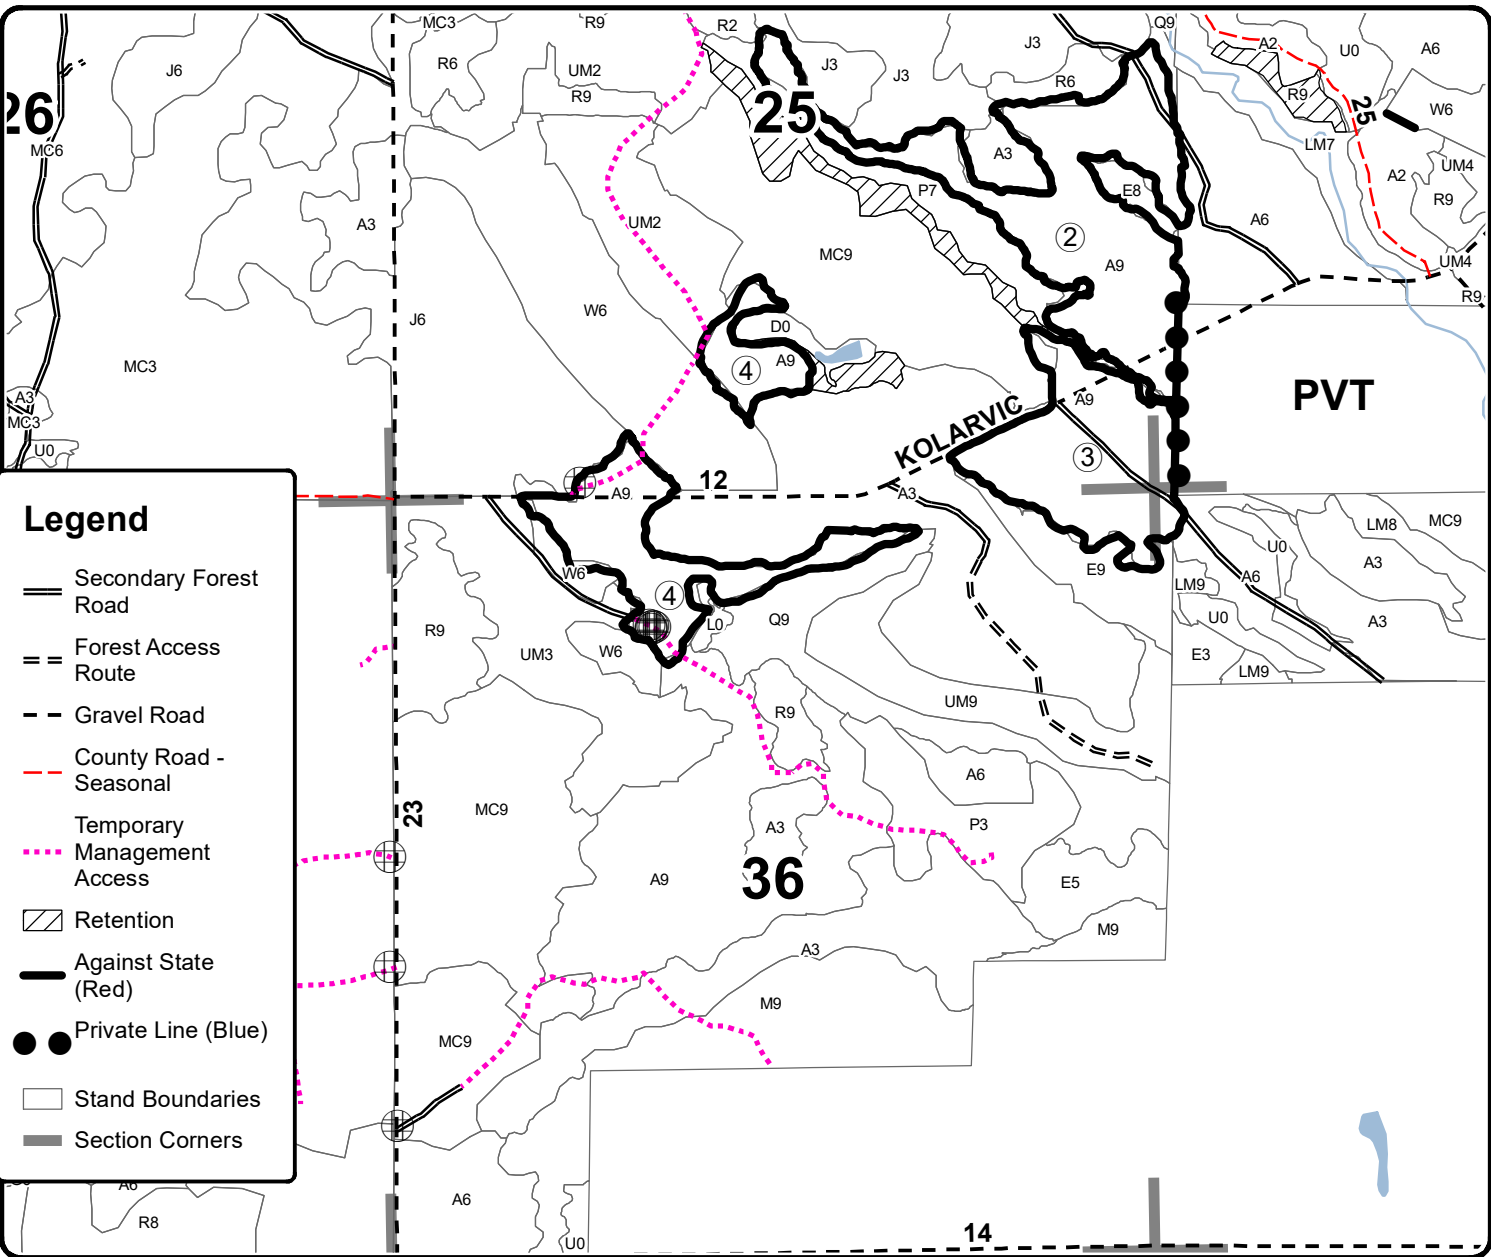 MC3
R9
R2
Q9
J6
R6
UM2
R9
25
J3
J3
J3
R6
A2
U0
A6
26
MC6
R9
25
W6
LM7
A3
A3
UM2
P7
E8
A2
UM4
R9
A6
2
MC9
A9
UM4
R9
J6
W6
D0
A9
4
MC3
A3
MC3
U0
A9
PVT
KOLARVIC
3
12
A9
A3
LM8
MC9
U0
A3
E9
A6
LM9
W6
4
L0
Q9
U0
A3
R9
UM3
W6
E3
LM9
UM9
R9
A6
23
MC9
A3
P3
A9
36
E5
M9
A3
M9
MC9
A6
R8
A6
U0
14
Legend
Secondary Forest
Road
Forest Access
Route
Gravel Road
County Road -
Seasonal
Temporary
Management
Access
Retention
Against State
(Red)
Private Line (Blue)
Stand Boundaries
Section Corners